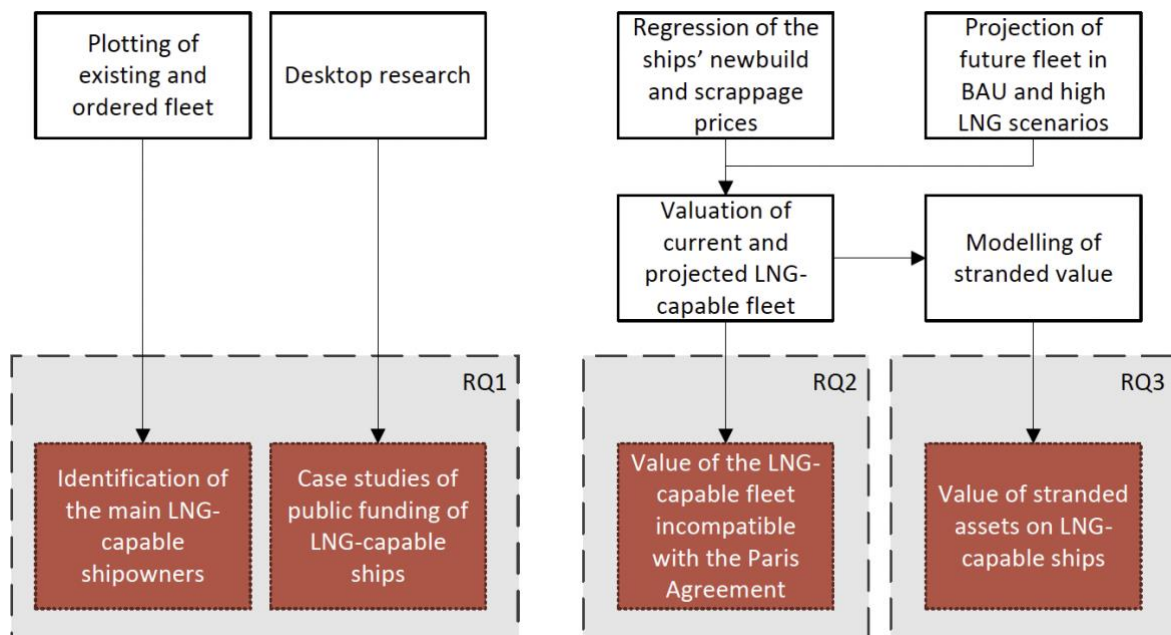 Plotting of
existing and
ordered fleet
Desktop research
Regression of the
ships’ newbuild
and scrappage
prices
Projection of
future fleet in
BAU and high
LNG scenarios
Valuation of
current and
projected LNG-
capable fleet
Modelling of
stranded value
RQ1
Identification of
the main LNG-
capable
shipowners
Case studies of
public funding of
LNG-capable
ships
RQ2
Value of the LNG-
capable fleet
incompatible
with the Paris
Agreement
RQ3
Value of stranded
assets on LNG-
capable ships